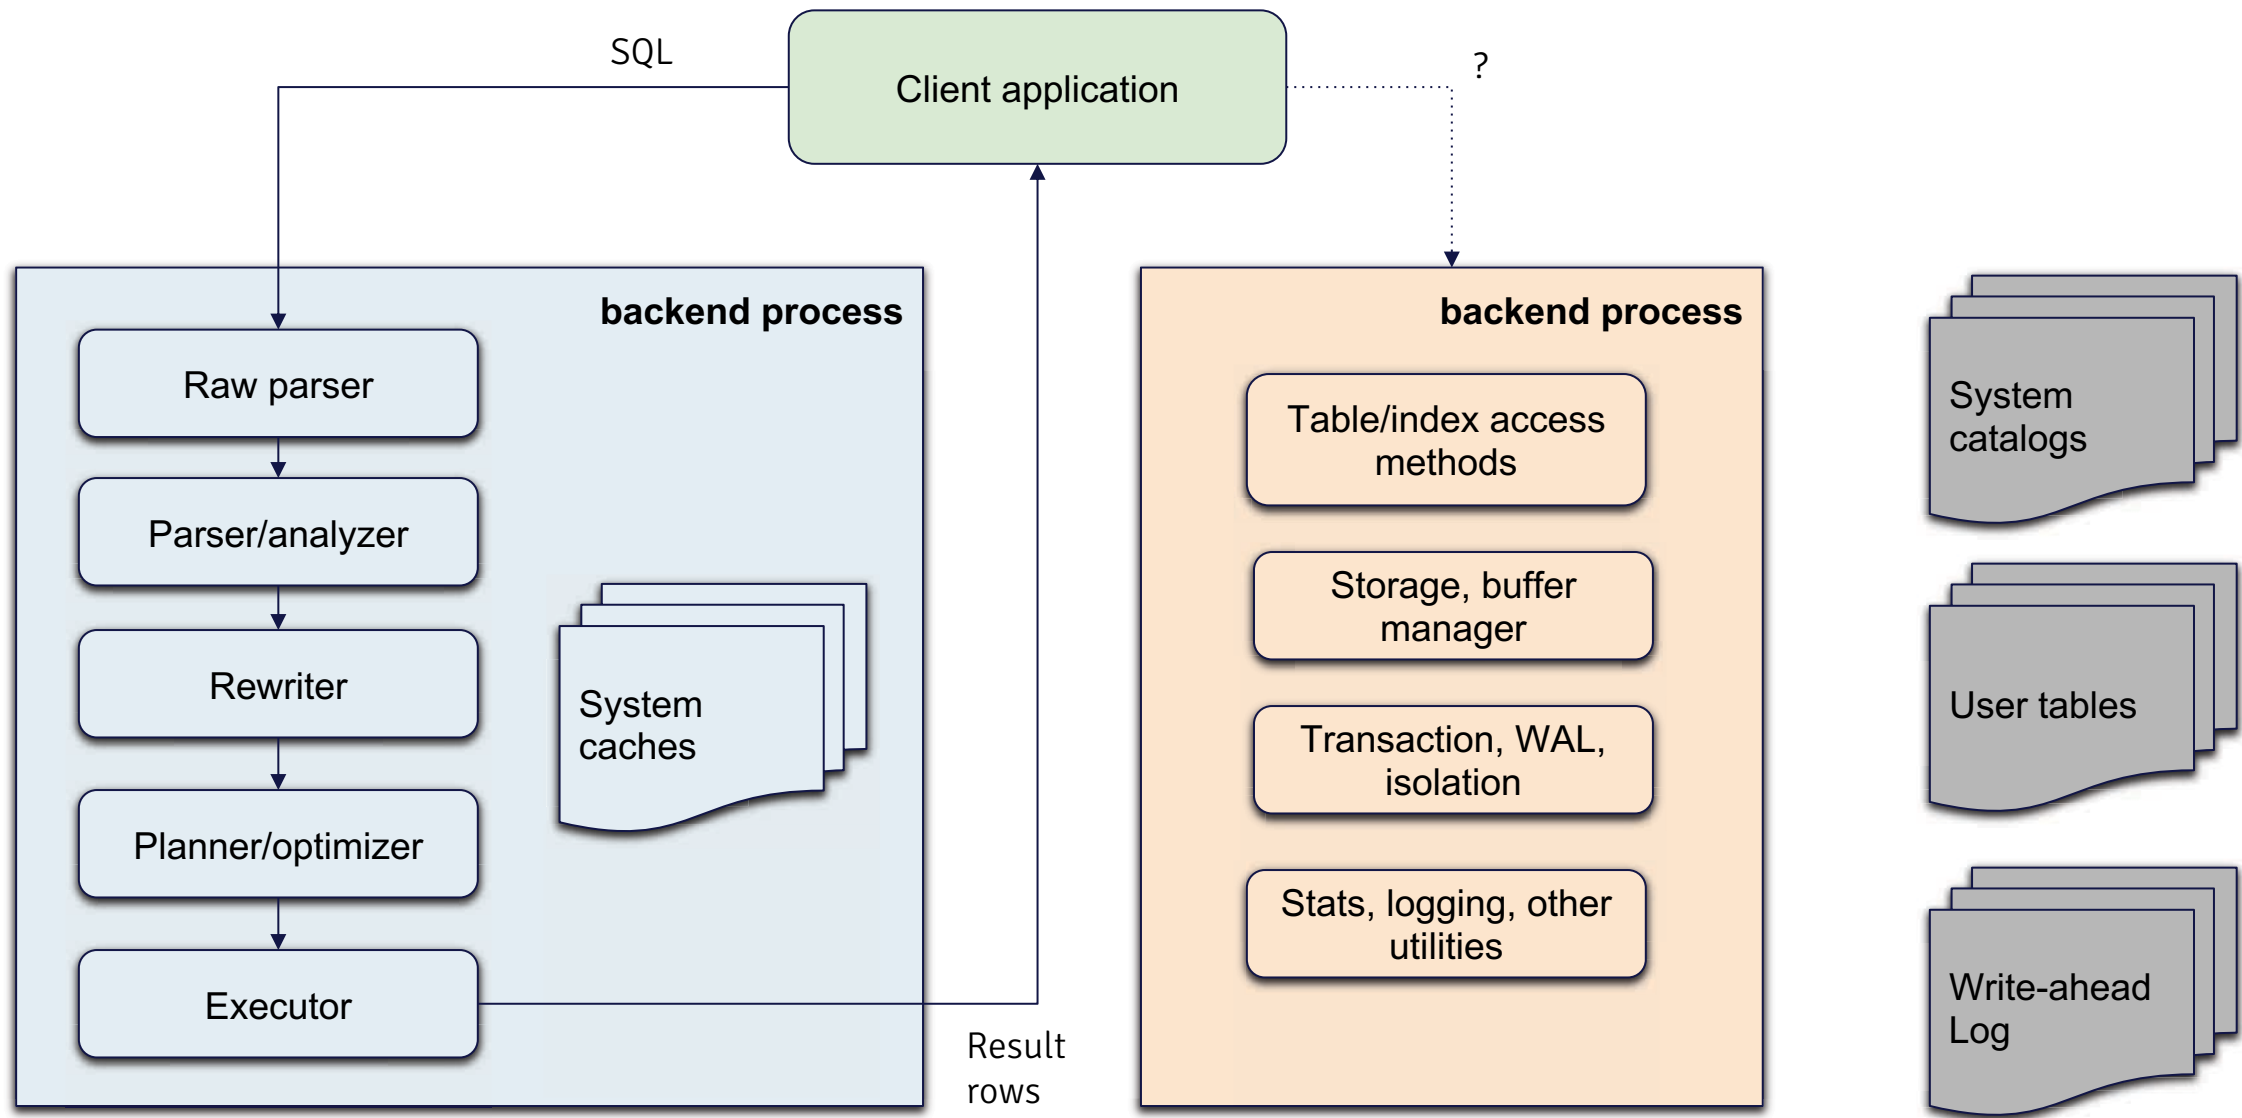 SQL
?
Client application
backend process
Raw parser
Parser/analyzer
Rewriter
Planner/optimizer
Executor
System
caches
Result
rows
backend process
Table/index access
methods
Storage, buffer
manager
Transaction, WAL,
isolation
Stats, logging, other
utilities
System
catalogs
User tables
Write-ahead
Log